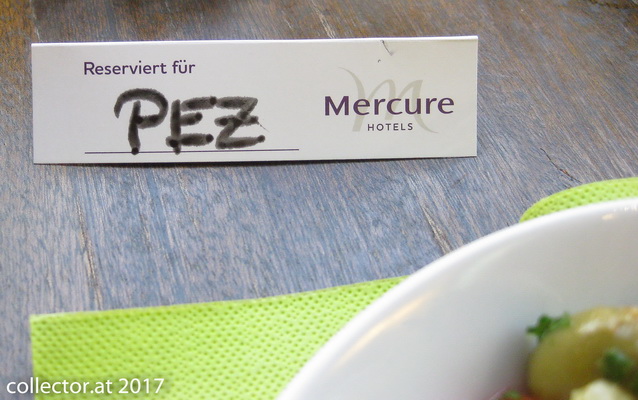 Reserviert für
PEZ
Mercure
HOTELS
collector.at 2017